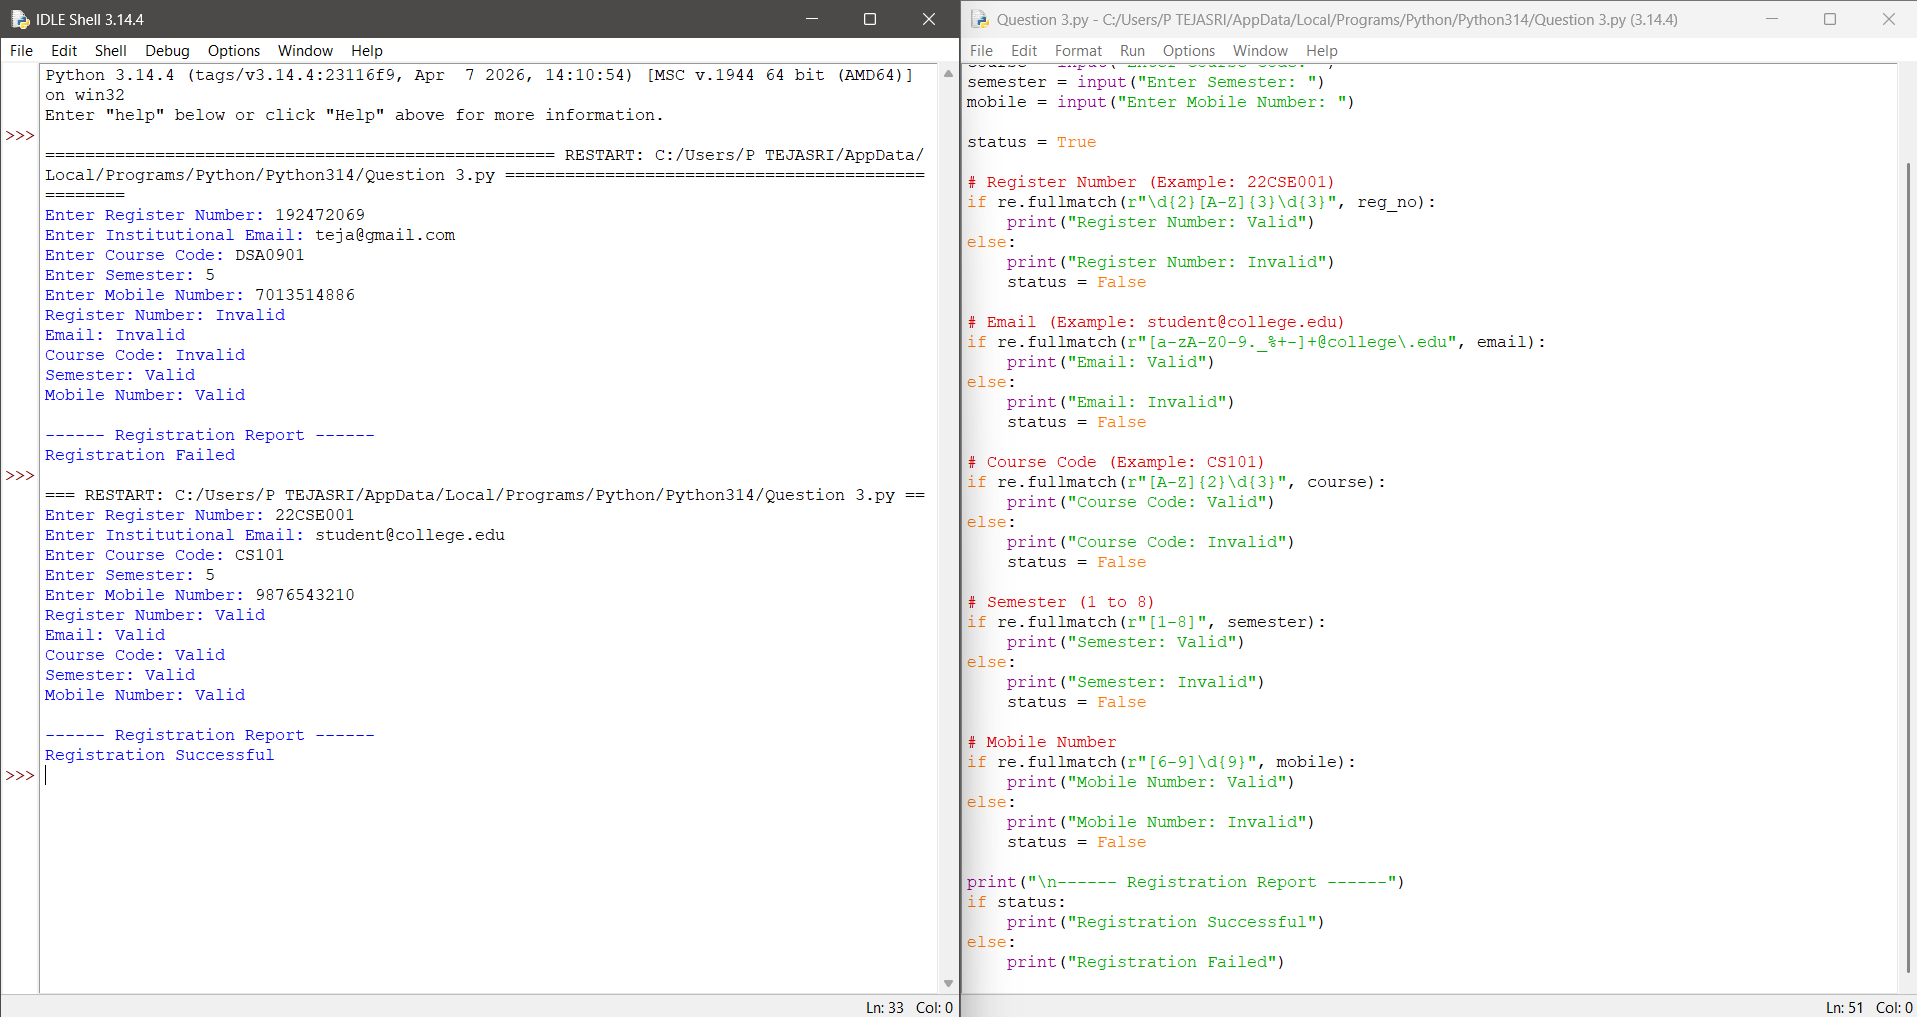 IDLE Shell 3.14.4
File Edit Shell Debug Options Window Help
Python 3.14.4 (tags/v3.14.4:23116f9, Apr  7 2026, 14:10:54) [MSC v.1944 64 bit (AMD64)]
on win32
Enter "help" below or click "Help" above for more information.
>>>
=================================================== RESTART: C:/Users/P TEJASRI/AppData/
Local/Programs/Python/Python314/Question 3.py ==========================================
========
Enter Register Number: 192472069
Enter Institutional Email: teja@gmail.com
Enter Course Code: DSA0901
Enter Semester: 5
Enter Mobile Number: 7013514886
Register Number: Invalid
Email: Invalid
Course Code: Invalid
Semester: Valid
Mobile Number: Valid
------ Registration Report ------
Registration Failed
>>>
=== RESTART: C:/Users/P TEJASRI/AppData/Local/Programs/Python/Python314/Question 3.py ==
Enter Register Number: 22CSE001
Enter Institutional Email: student@college.edu
Enter Course Code: CS101
Enter Semester: 5
Enter Mobile Number: 9876543210
Register Number: Valid
Email: Valid
Course Code: Valid
Semester: Valid
Mobile Number: Valid
------ Registration Report ------
Registration Successful
>>>
Ln: 33 Col: 0
Question 3.py - C:/Users/P TEJASRI/AppData/Local/Programs/Python/Python314/Question 3.py (3.14.4)
File Edit Format Run Options Window Help
course = input("Enter Course Code: ")
semester = input("Enter Semester: ")
mobile = input("Enter Mobile Number: ")
status = True
# Register Number (Example: 22CSE001)
if re.fullmatch(r"\d{2}[A-Z]{3}\d{3}", reg_no):
    print("Register Number: Valid")
else:
    print("Register Number: Invalid")
    status = False
# Email (Example: student@college.edu)
if re.fullmatch(r"[a-zA-Z0-9._%+-]+@college\.edu", email):
    print("Email: Valid")
else:
    print("Email: Invalid")
    status = False
# Course Code (Example: CS101)
if re.fullmatch(r"[A-Z]{2}\d{3}", course):
    print("Course Code: Valid")
else:
    print("Course Code: Invalid")
    status = False
# Semester (1 to 8)
if re.fullmatch(r"[1-8]", semester):
    print("Semester: Valid")
else:
    print("Semester: Invalid")
    status = False
# Mobile Number
if re.fullmatch(r"[6-9]\d{9}", mobile):
    print("Mobile Number: Valid")
else:
    print("Mobile Number: Invalid")
    status = False
print("\n------ Registration Report ------")
if status:
    print("Registration Successful")
else:
    print("Registration Failed")
Ln: 51 Col: 0